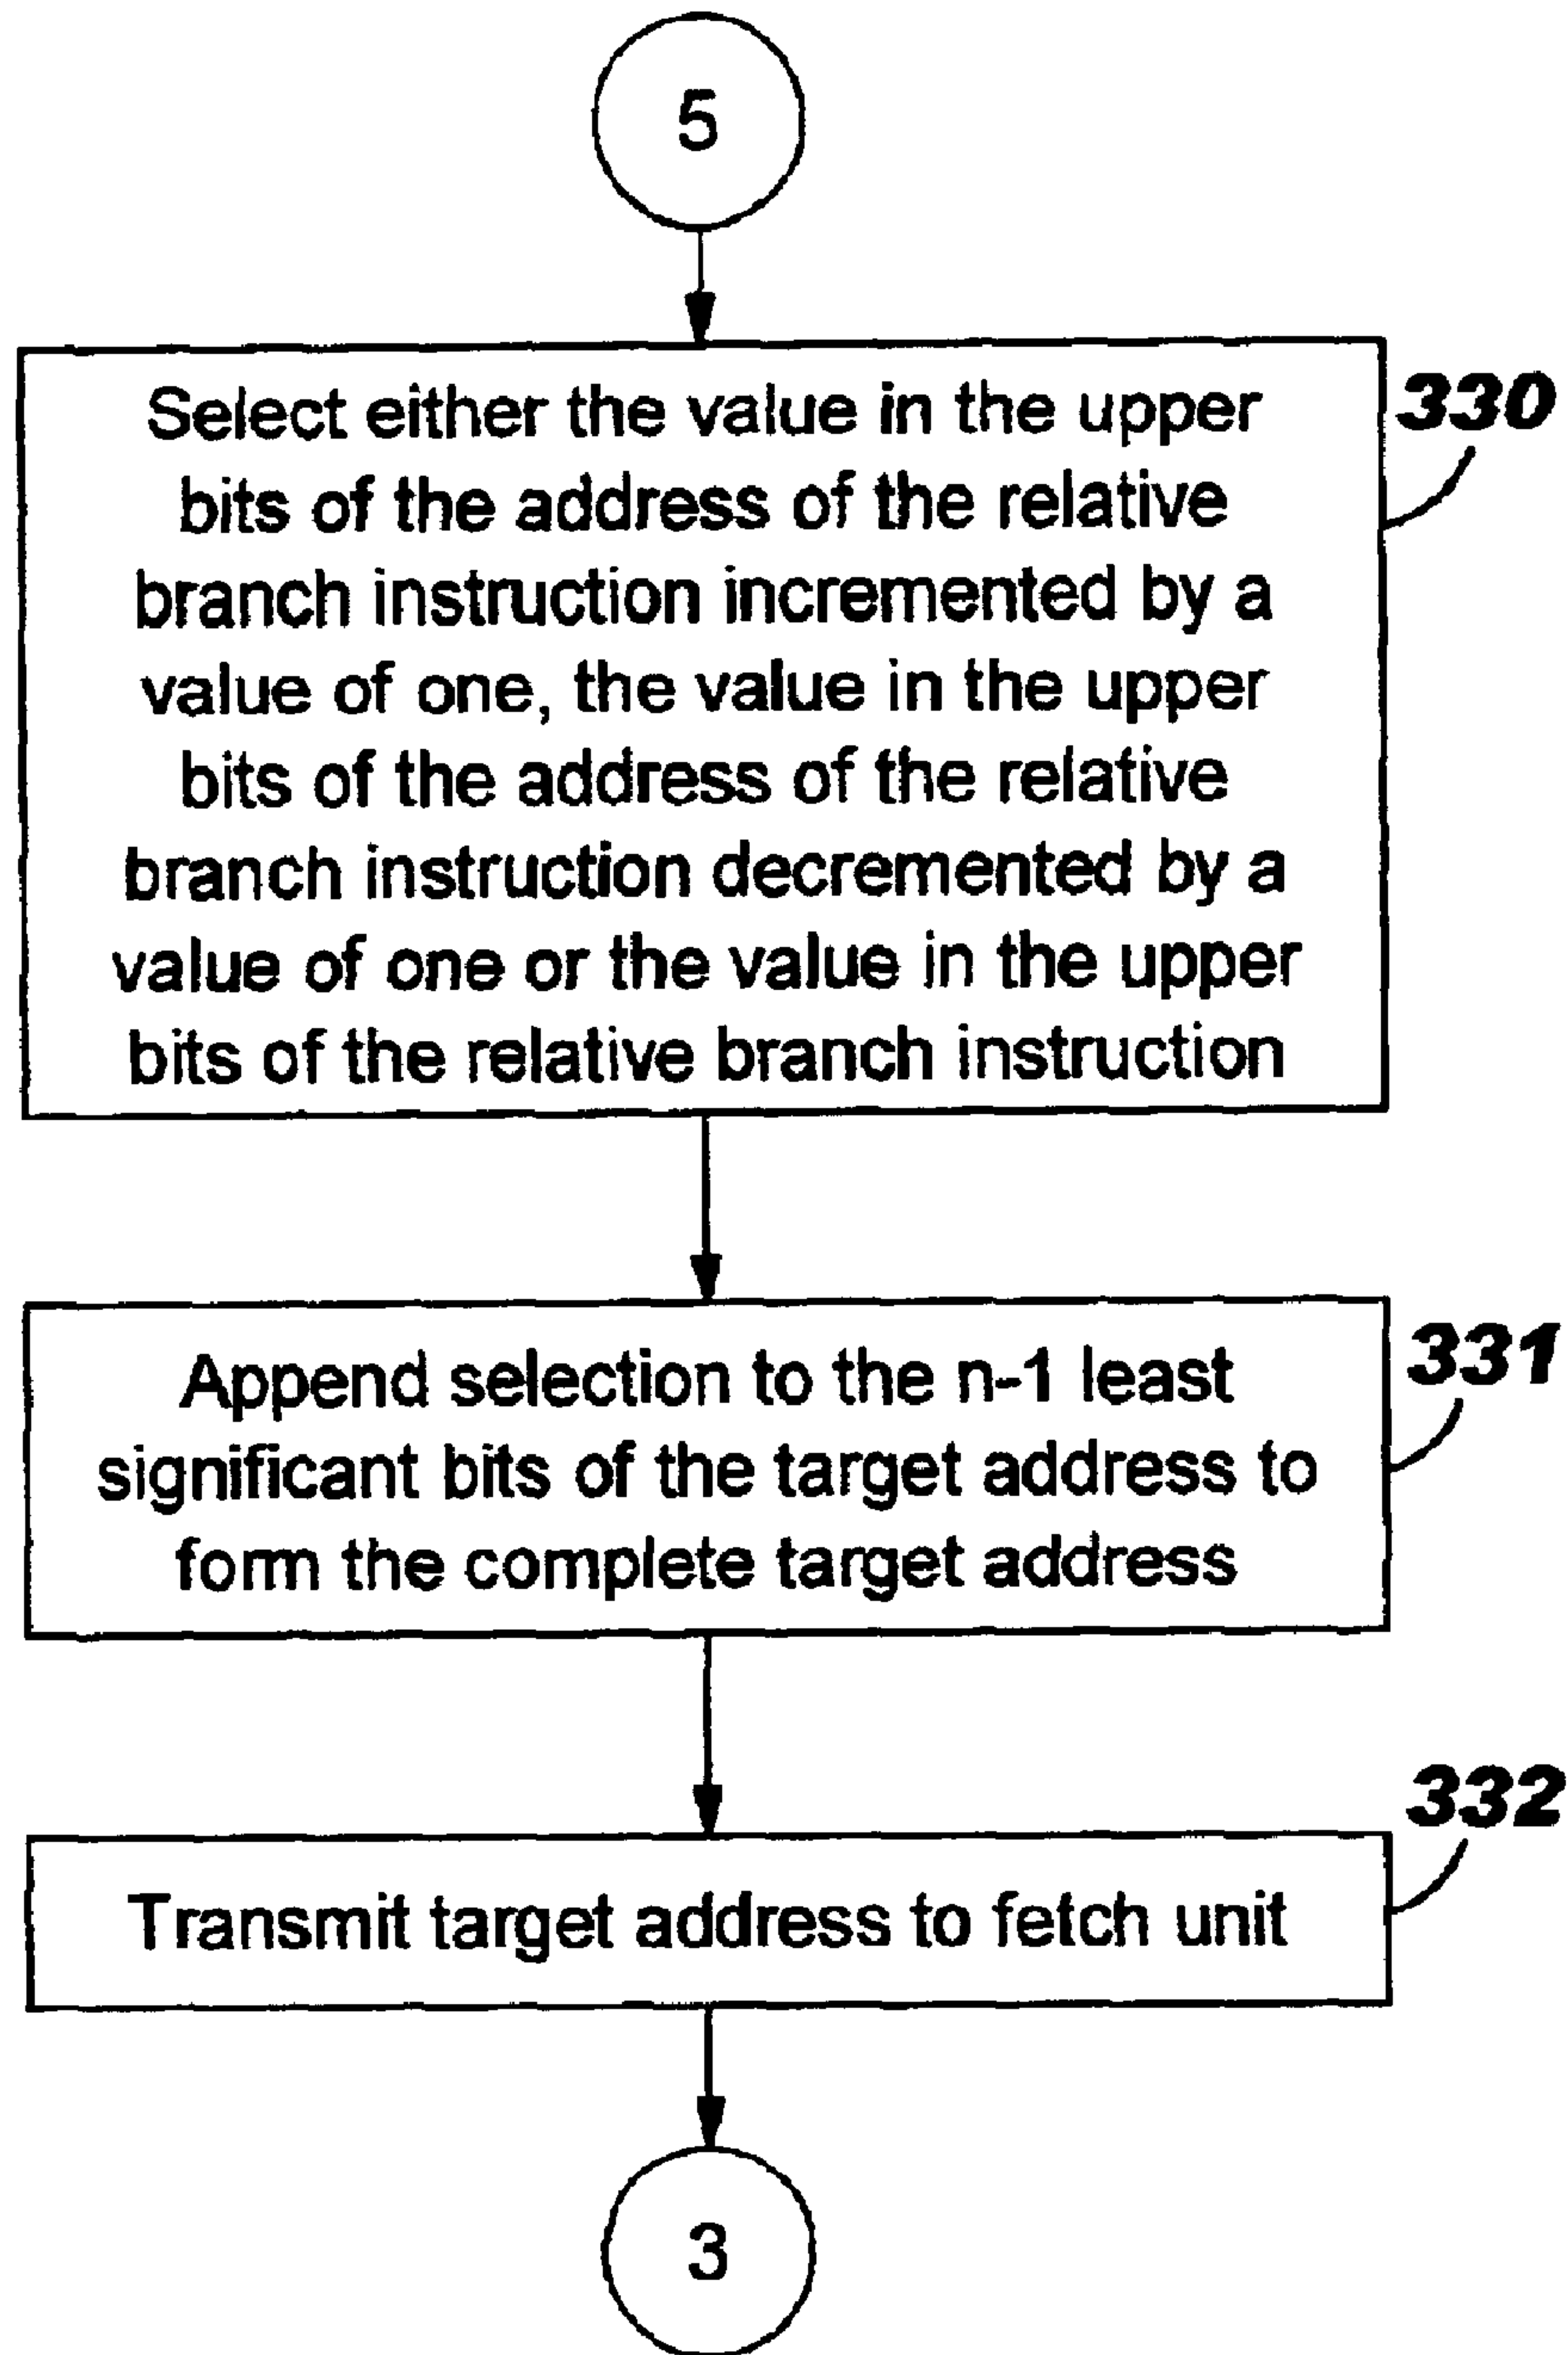 5
Select either the value in the upper
bits of the address of the relative
branch instruction incremented by a
value of one, the value in the upper
bits of the address of the relative
branch instruction decremented by a
value of one or the value in the upper
bits of the relative branch instruction
330
Append selection to the n-1 least
significant bits of the target address to
form the complete target address
331
Transmit target address to fetch unit
332
3